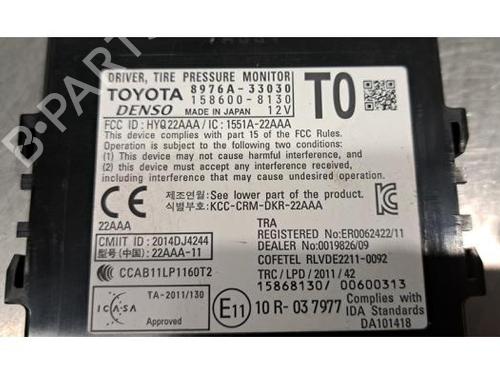 DRIVER, TIRE PRESSURE MONITOR
TOYOTA 8976A-33030
DENSO 158600-8130
MADE IN JAPAN 12V
TO
FCC ID : HYQ22AAA / IC : 1551A-22AAA
This device complies with part 15 of the FCC Rules.
Operation is subject to the following two conditions:
(1) This device may not cause harmful interference, and
(2) this device must accept any interference received,
including interference that may cause undesired operation.
CE
22AAA
제조연월: See lower part of the product.
식별부호: KCC-CRM-DKR-22AAA
TRA
REGISTERED No:ER0062422/11
DEALER No:0019826/09
COFETEL RLVDE2211-0092
CMIIT ID : 2014DJ4244
型号(中国) : 22AAA-11
CCAB11LP1160T2
TRC / LPD / 2011 / 42
15868130/ 00600313
TA-2011/130
ICASA
Approved
E11 10 R-03 7977
Complies with
IDA Standards
DA101418